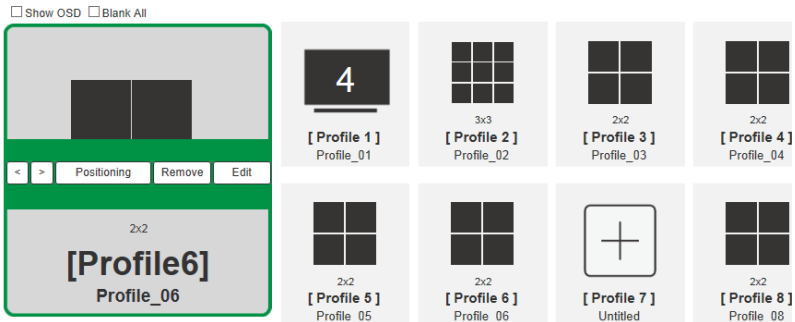 Show OSD Blank All
< > Positioning Remove Edit
2x2
[Profile6]
Profile_06
4
[ Profile 1 ]
Profile_01
3x3
[ Profile 2 ]
Profile_02
2x2
[ Profile 3 ]
Profile_03
2x2
[ Profile 4 ]
Profile_04
2x2
[ Profile 5 ]
Profile_05
2x2
[ Profile 6 ]
Profile_06
[ Profile 7 ]
Untitled
2x2
[ Profile 8 ]
Profile_08